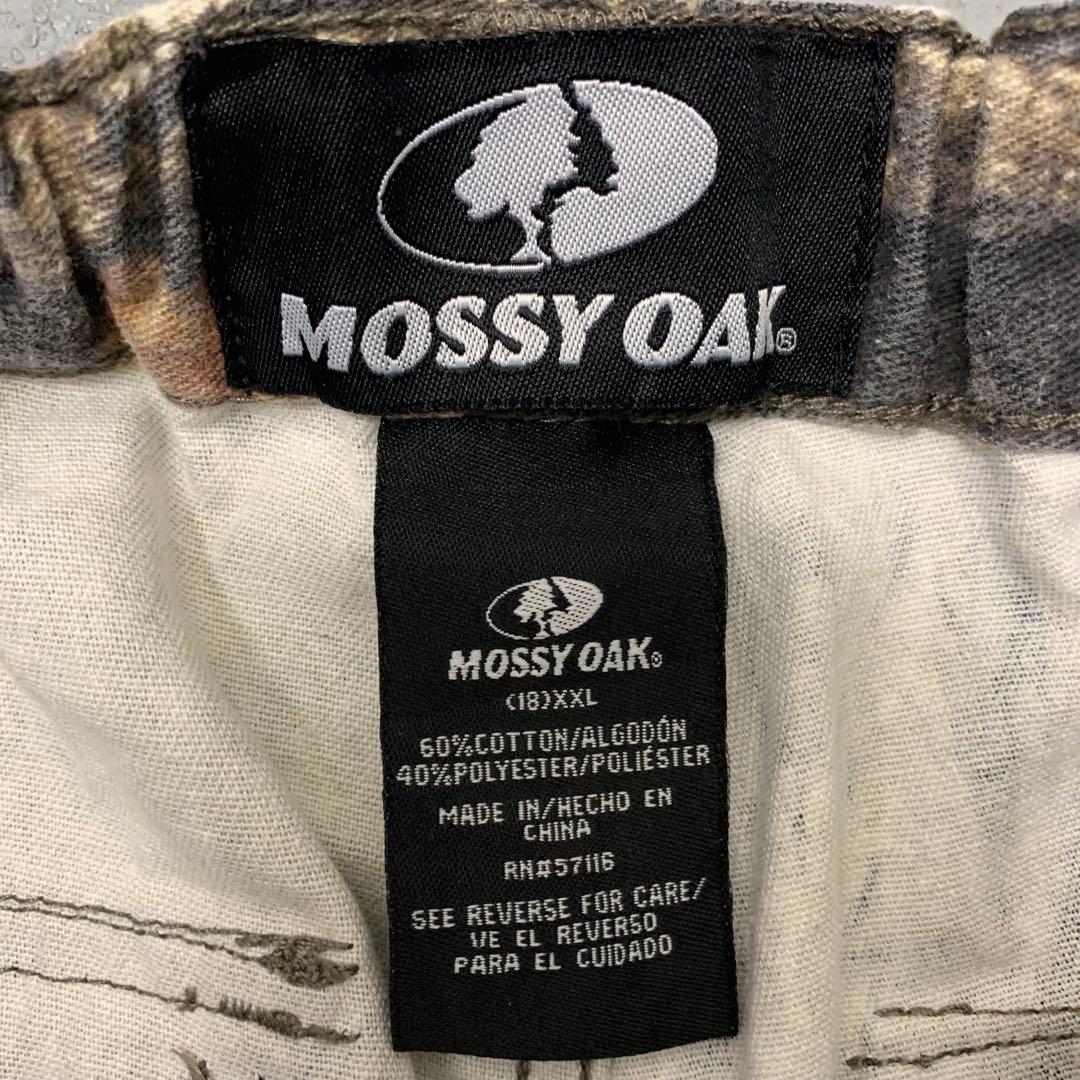 MOSSY OAK®
MOSSY OAK®
(18)XXL
60%COTTON/ALGODÓN
40%POLYESTER/POLIÉSTER
MADE IN/HECHO EN
CHINA
RN#57116
SEE REVERSE FOR CARE/
VE EL REVERSO
PARA EL CUIDADO